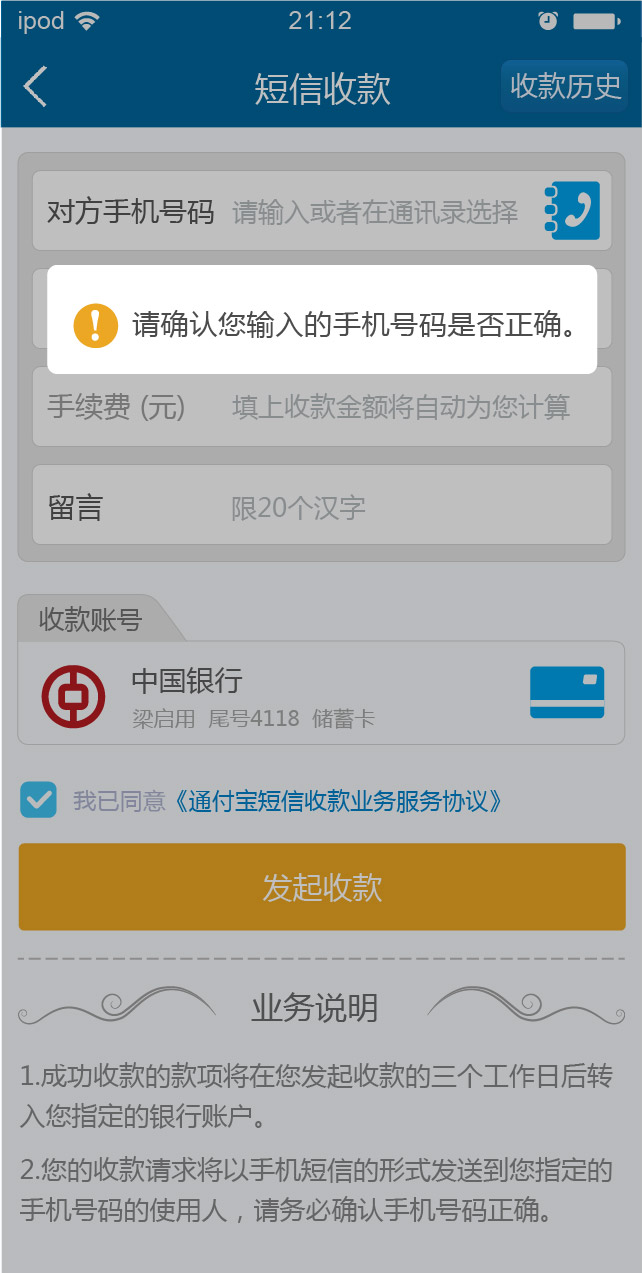 ipod 21:12
短信收款 收款历史
对方手机号码 请输入或者在通讯录选择
请确认您输入的手机号码是否正确。
手续费 (元) 填上收款金额将自动为您计算
留言 限20个汉字
收款账号
中国银行
梁启用 尾号4118 储蓄卡
我已同意《通付宝短信收款业务服务协议》
发起收款
业务说明
1.成功收款的款项将在您发起收款的三个工作日后转
入您指定的银行账户。
2.您的收款请求将以手机短信的形式发送到您指定的
手机号码的使用人，请务必确认手机号码正确。